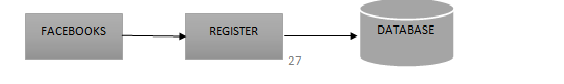 FACEBOOKS
REGISTER
DATABASE
27